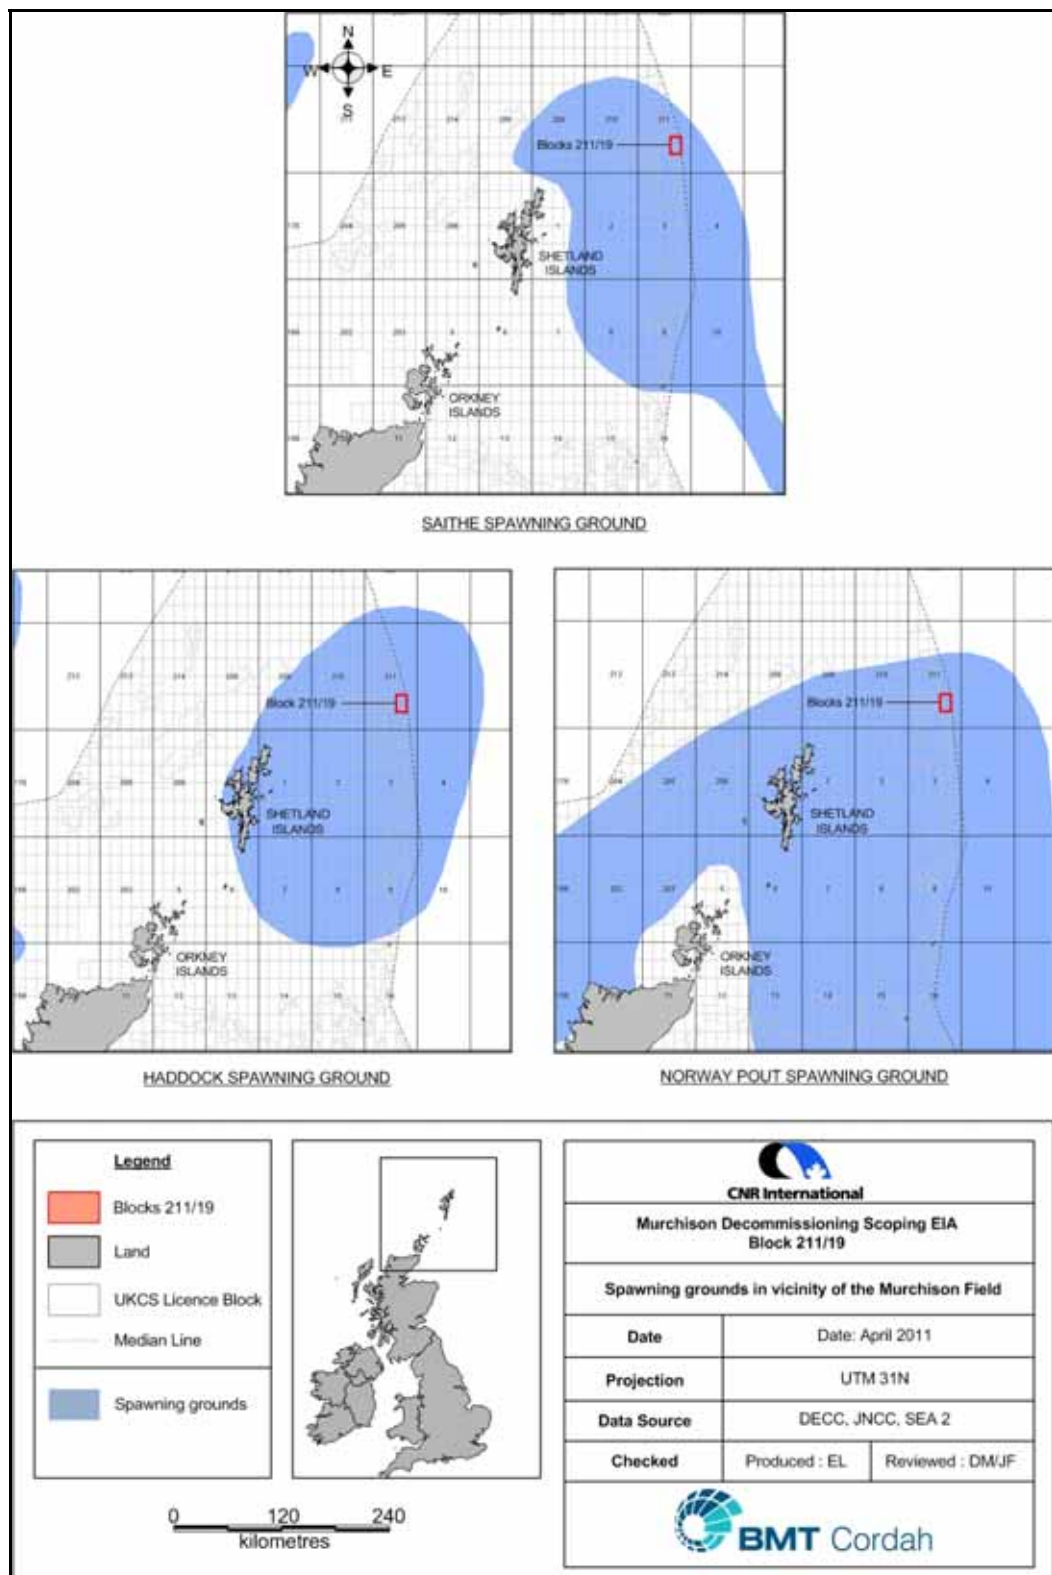 N
W E
S
211
Blocks 211/19
SHETLAND
ISLANDS
ORKNEY
ISLANDS
SAITHE SPAWNING GROUND
Block 211/19
SHETLAND
ISLANDS
ORKNEY
ISLANDS
HADDOCK SPAWNING GROUND
Blocks 211/19
SHETLAND
ISLANDS
ORKNEY
ISLANDS
NORWAY POUT SPAWNING GROUND
Legend
Blocks 211/19
Land
UKCS Licence Block
Median Line
Spawning grounds
0 120 240
kilometres
CNR International
Murchison Decommissioning Scoping EIA
Block 211/19
Spawning grounds in vicinity of the Murchison Field
Date Date: April 2011
Projection UTM 31N
Data Source DECC, JNCC, SEA 2
Checked Produced : EL Reviewed : DM/JF
BMT Cordah